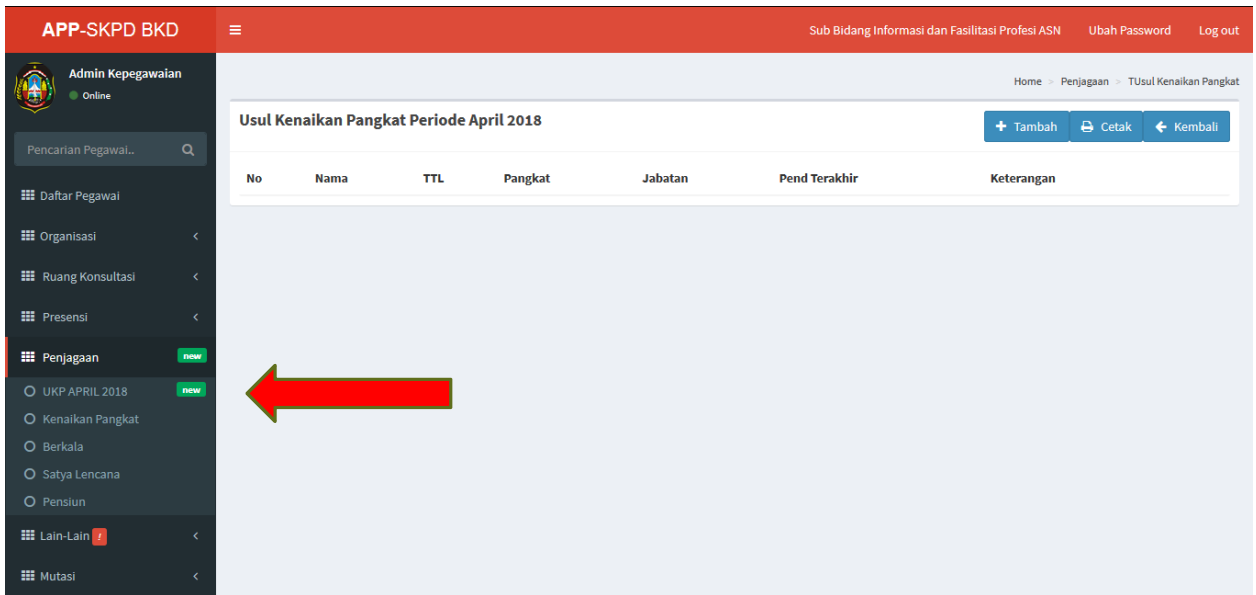 APP-SKPD BKD
Sub Bidang Informasi dan Fasilitasi Profesi ASN Ubah Password Log out
Admin Kepegawaian
Online
Home > Penjagaan > TUsul Kenaikan Pangkat
Usul Kenaikan Pangkat Periode April 2018
Tambah Cetak Kembali
Pencarian Pegawai..
No Nama TTL Pangkat Jabatan Pend Terakhir Keterangan
Daftar Pegawai
Organisasi
Ruang Konsultasi
Presensi
Penjagaan new
UKP APRIL 2018 new
Kenaikan Pangkat
Berkala
Satya Lencana
Pensiun
Lain-Lain !
Mutasi